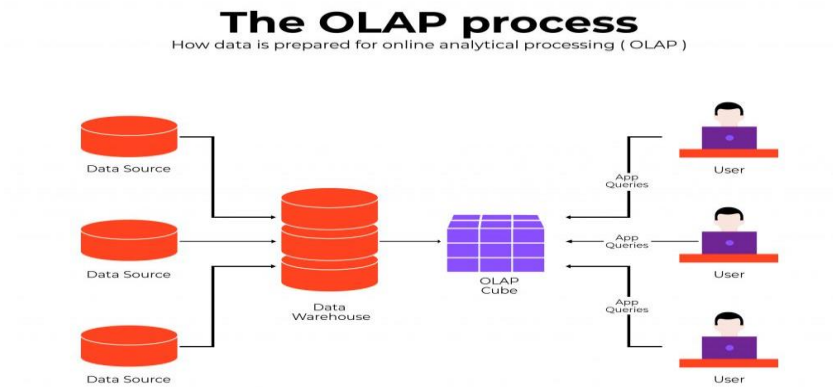 The OLAP process
How data is prepared for online analytical processing ( OLAP )
Data Source
Data Source
Data Source
Data
Warehouse
OLAP
Cube
App
Queries
App
Queries
App
Queries
User
User
User